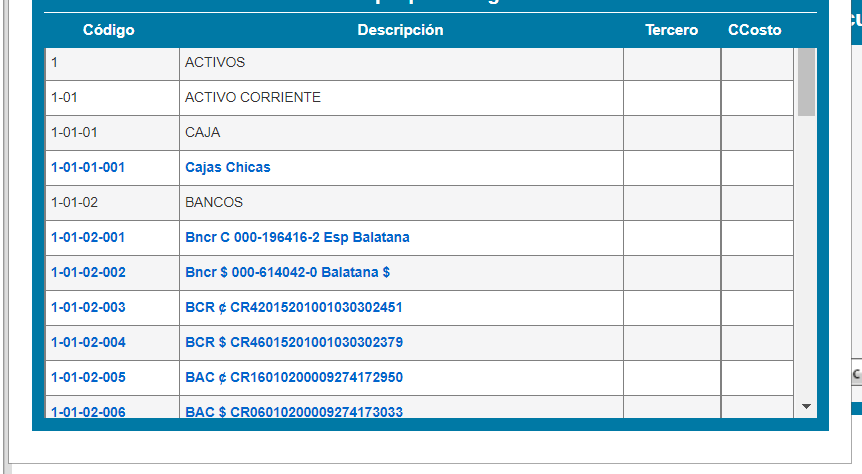 Código Descripción Tercero CCosto
1 ACTIVOS
1-01 ACTIVO CORRIENTE
1-01-01 CAJA
1-01-01-001 Cajas Chicas
1-01-02 BANCOS
1-01-02-001 Bncr C 000-196416-2 Esp Balatana
1-01-02-002 Bncr $ 000-614042-0 Balatana $
1-01-02-003 BCR ¢ CR42015201001030302451
1-01-02-004 BCR $ CR46015201001030302379
1-01-02-005 BAC ¢ CR16010200009274172950
1-01-02-006 BAC $ CR06010200009274173033